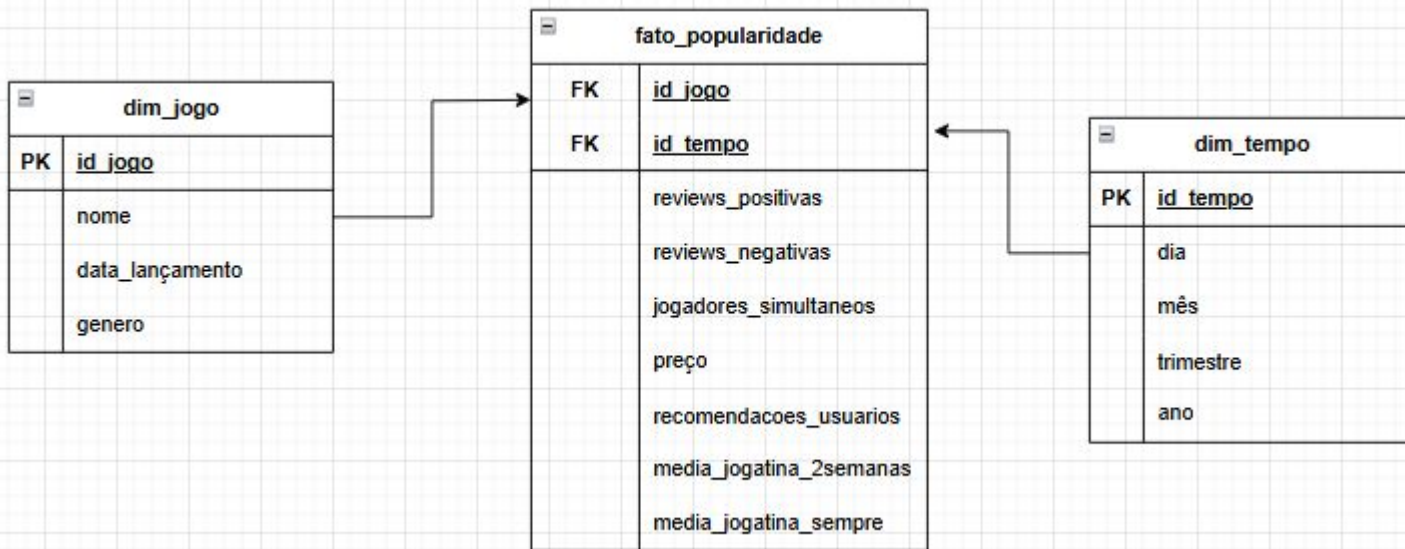 dim_jogo
PK id_jogo
nome
data_lançamento
genero
fato_popularidade
FK id_jogo
FK id_tempo
reviews_positivas
reviews_negativas
jogadores_simultaneos
preço
recomendacoes_usuarios
media_jogatina_2semanas
media_jogatina_sempre
dim_tempo
PK id_tempo
dia
mês
trimestre
ano